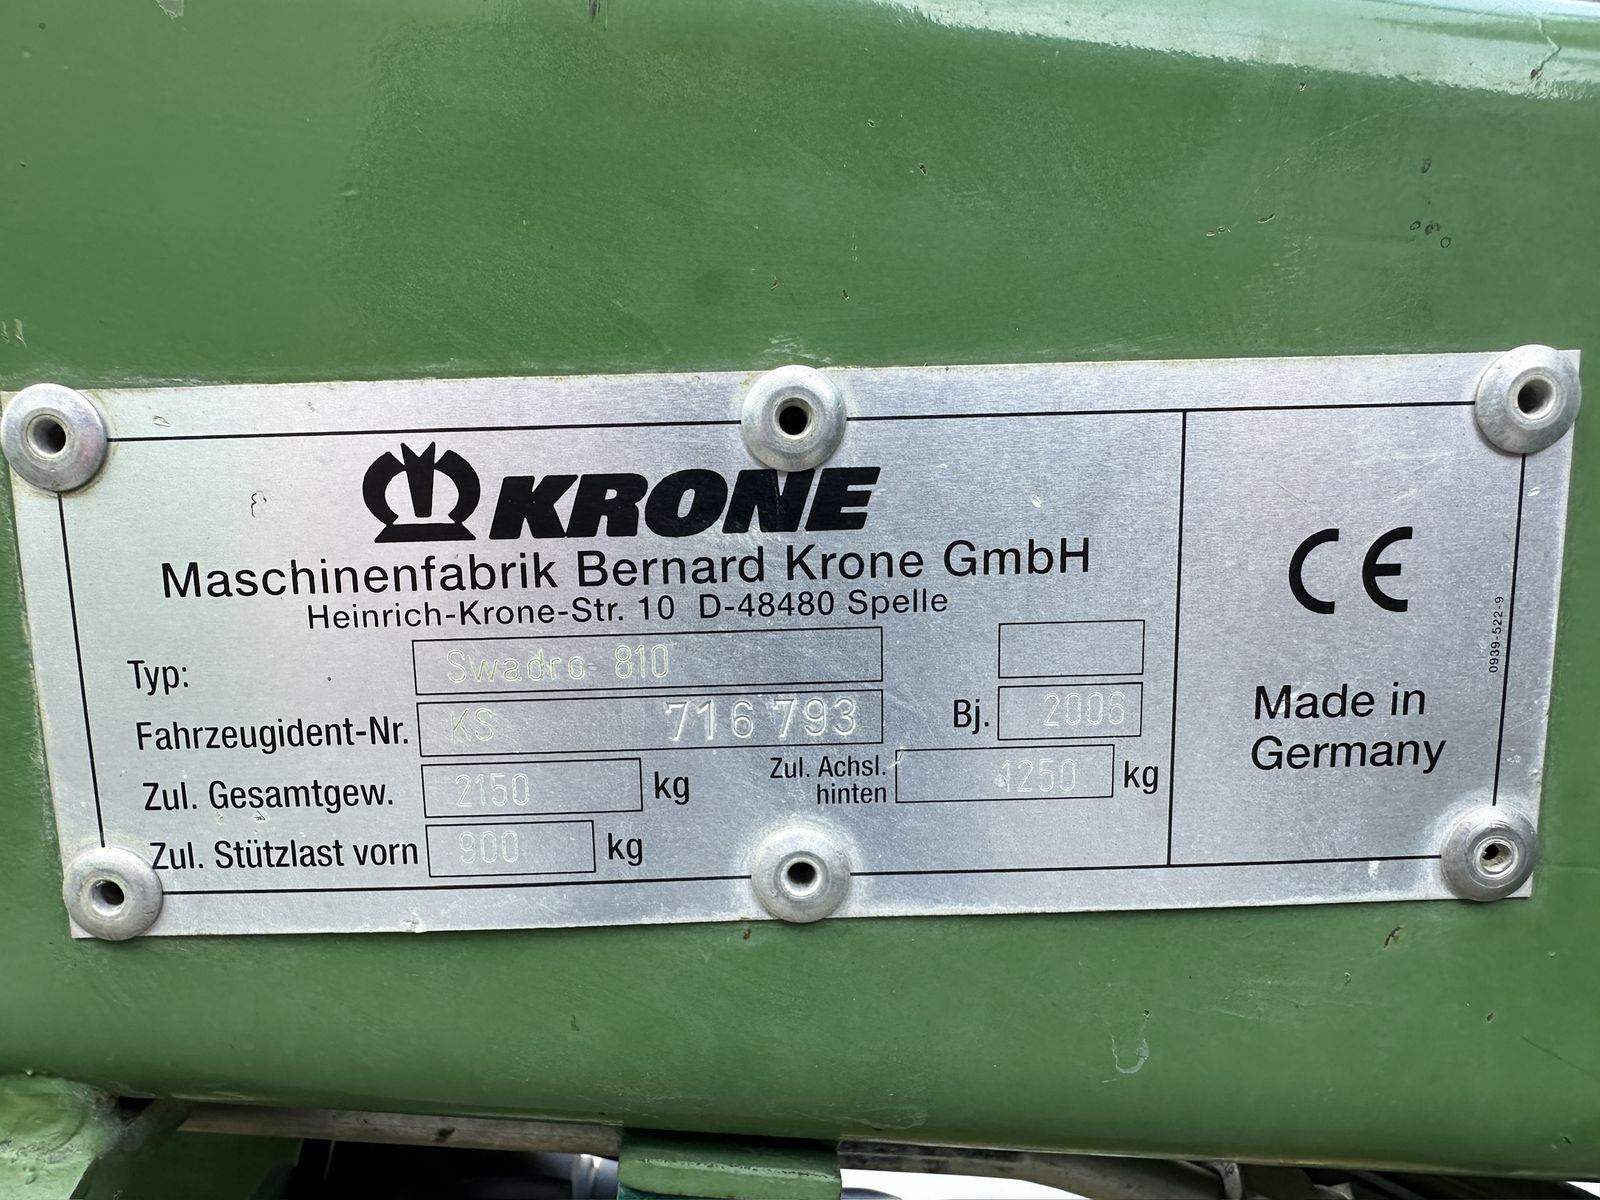 KRONE
Maschinenfabrik Bernard Krone GmbH
Heinrich-Krone-Str. 10 D-48480 Spelle
Typ: Swadro 810
Fahrzeugident-Nr. KS 716793 Bj. 2006
Zul. Gesamtgew. 2150 kg Zul. Achsl. hinten 1250 kg
Zul. Stützlast vorn 900 kg
CE
Made in
Germany
0939-522-9